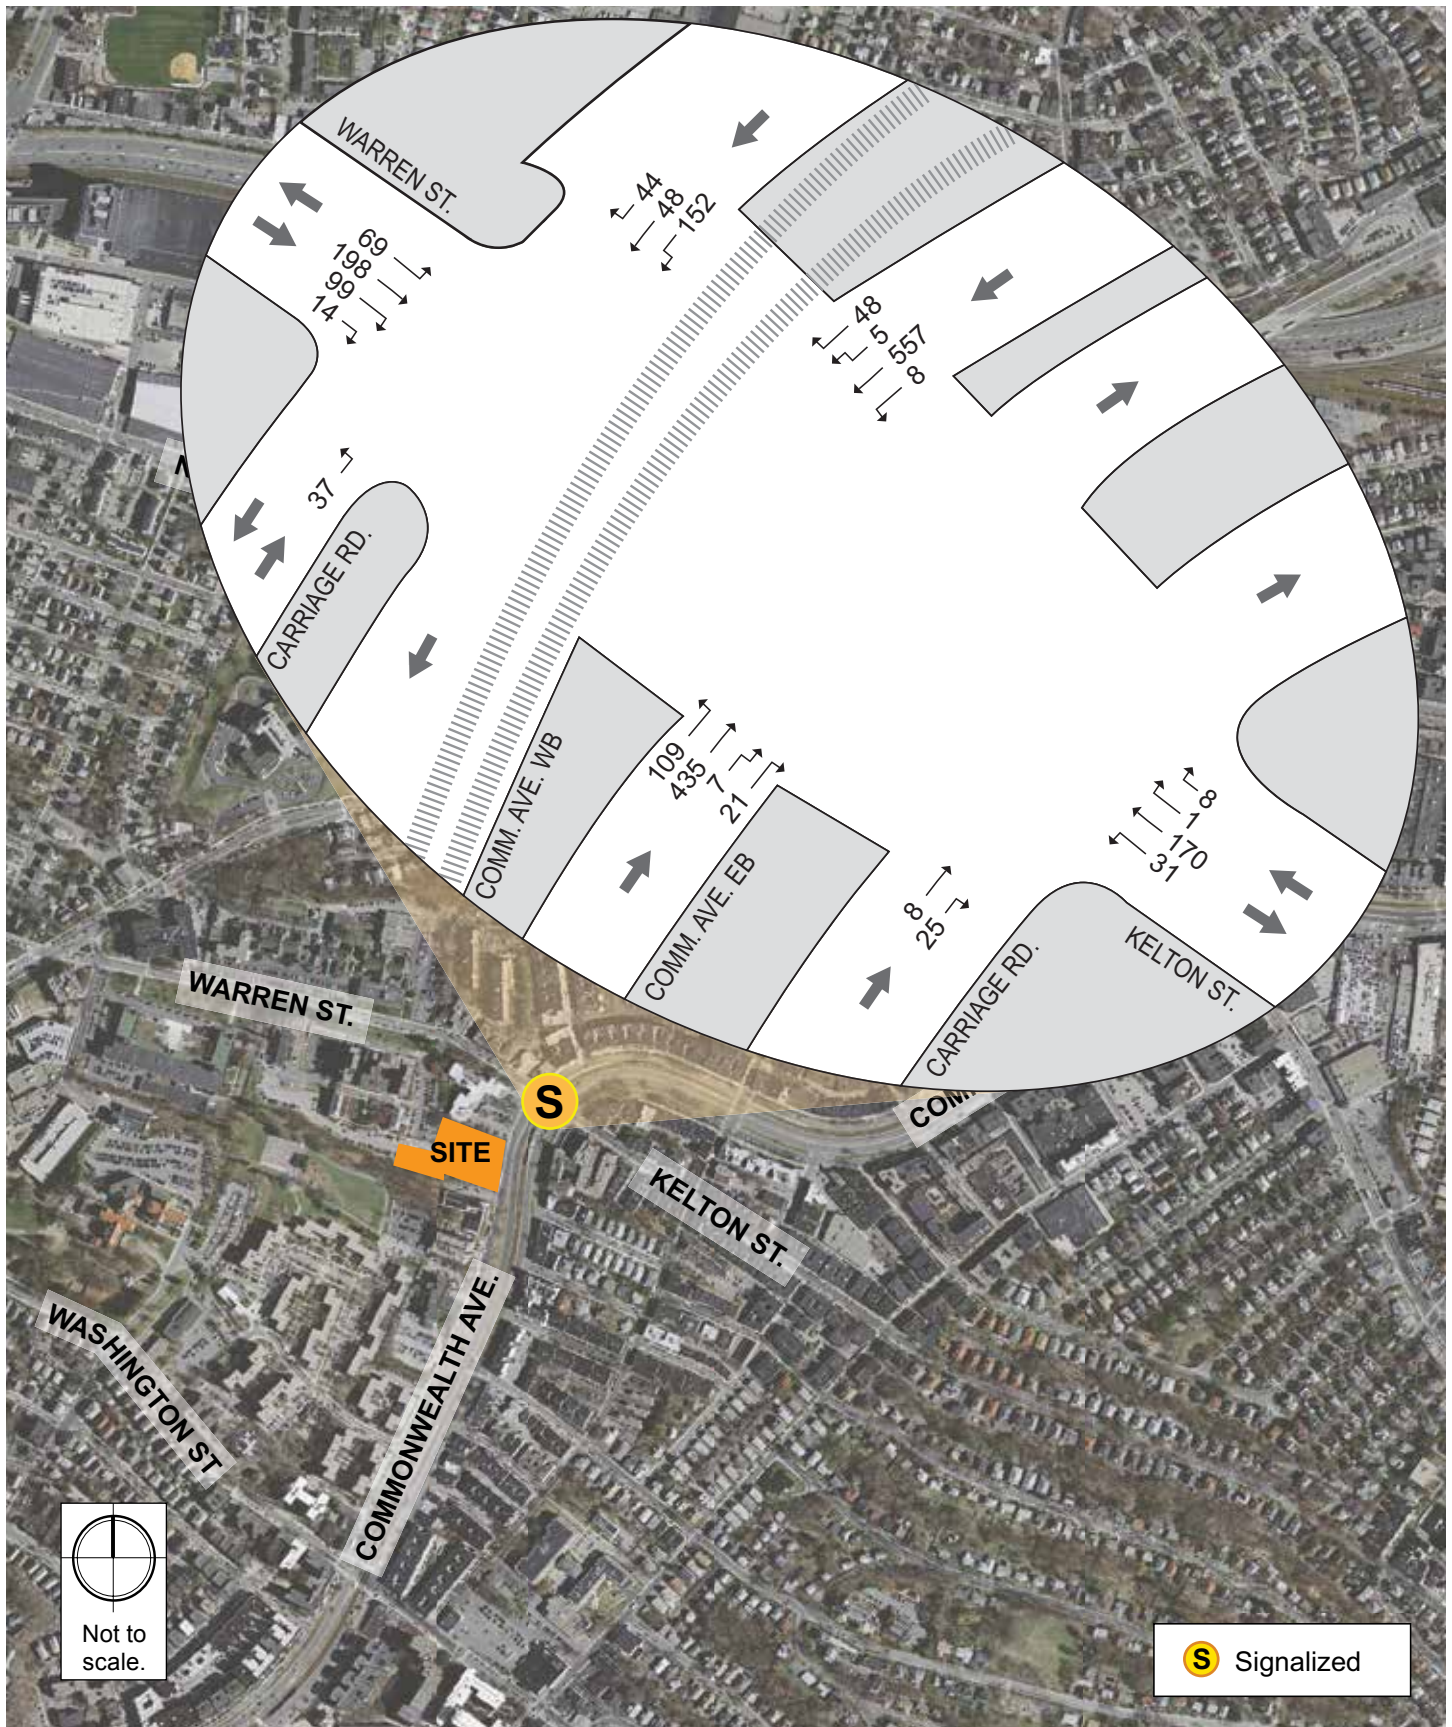 WARREN ST.
44
48
152
69
198
99
14
48
5
557
8
37
CARRIAGE RD.
COMM. AVE. WB
109
435
7
21
COMM. AVE. EB
8
25
CARRIAGE RD.
8
1
170
31
KELTON ST.
WARREN ST.
S
SITE
KELTON ST.
COMMONWEALTH AVE.
WASHINGTON ST
Not to
scale.
S Signalized